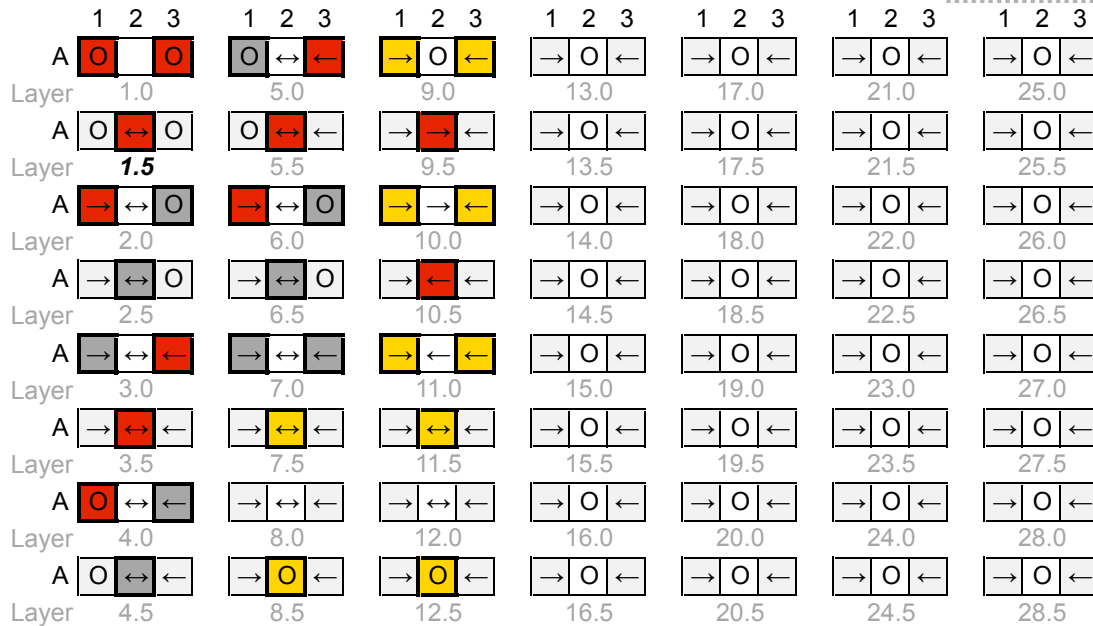 1 2 3 1 2 3 1 2 3 1 2 3 1 2 3 1 2 3 1 2 3
A O O O ↔ ← → O ← → O ← → O ← → O ← → O ←
Layer 1.0 5.0 9.0 13.0 17.0 21.0 25.0
A O ↔ O O ↔ ← → → ← → O ← → O ← → O ← → O ←
Layer 1.5 5.5 9.5 13.5 17.5 21.5 25.5
A → ↔ O → ↔ O → → ← → O ← → O ← → O ← → O ←
Layer 2.0 6.0 10.0 14.0 18.0 22.0 26.0
A → ↔ O → ↔ O → ← ← → O ← → O ← → O ← → O ←
Layer 2.5 6.5 10.5 14.5 18.5 22.5 26.5
A → ↔ ← → ↔ ← → ← ← → O ← → O ← → O ← → O ←
Layer 3.0 7.0 11.0 15.0 19.0 23.0 27.0
A → ↔ ← → ↔ ← → ↔ ← → O ← → O ← → O ← → O ←
Layer 3.5 7.5 11.5 15.5 19.5 23.5 27.5
A O ↔ ← → ↔ ← → ↔ ← → O ← → O ← → O ← → O ←
Layer 4.0 8.0 12.0 16.0 20.0 24.0 28.0
A O ↔ ← → O ← → O ← → O ← → O ← → O ← → O ←
Layer 4.5 8.5 12.5 16.5 20.5 24.5 28.5